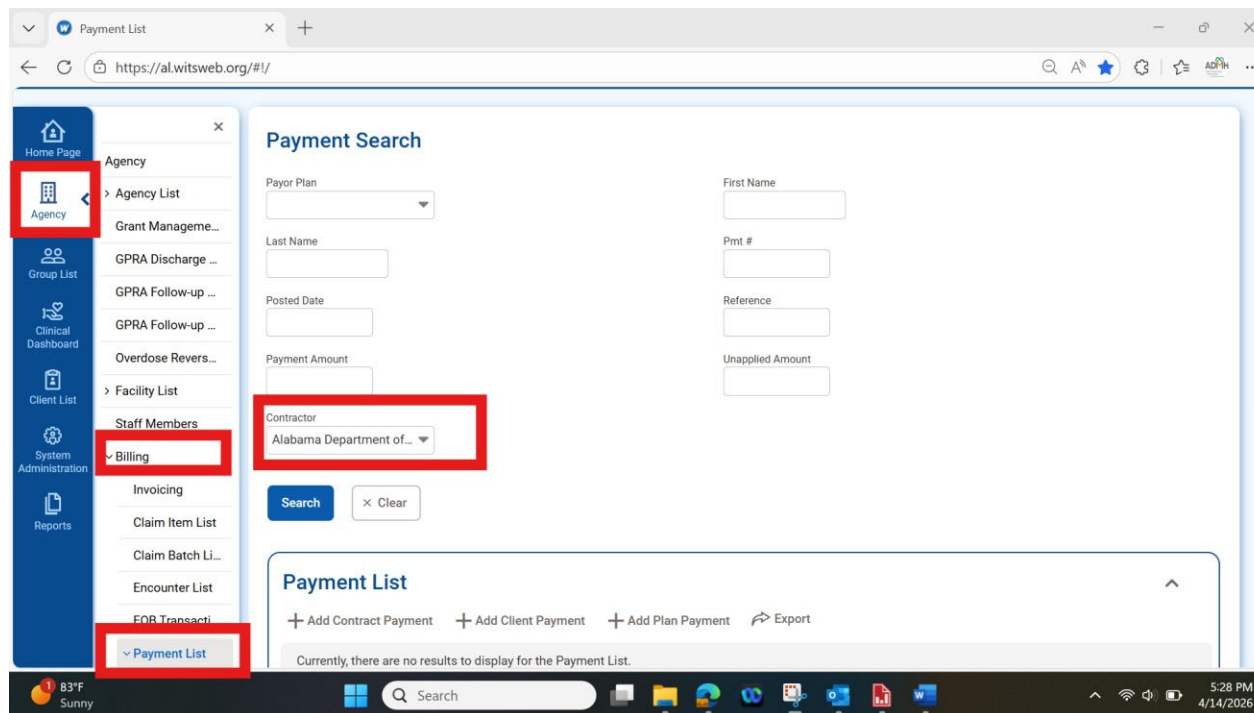 Payment List
https://al.witsweb.org/#!/
ADMH
Home Page
Agency
Group List
Clinical
Dashboard
Client List
System
Administration
Reports
Agency
Agency List
Grant Manageme...
GPRA Discharge ...
GPRA Follow-up ...
GPRA Follow-up ...
Overdose Revers...
Facility List
Staff Members
Billing
Invoicing
Claim Item List
Claim Batch Li...
Encounter List
EOB Transacti...
Payment List
Payment Search
Payor Plan
First Name
Last Name
Pmt #
Posted Date
Reference
Payment Amount
Unapplied Amount
Contractor
Alabama Department of...
Search
× Clear
Payment List
+ Add Contract Payment + Add Client Payment + Add Plan Payment Export
Currently, there are no results to display for the Payment List.
1
83°F
Sunny
Search
5:28 PM
4/14/2026